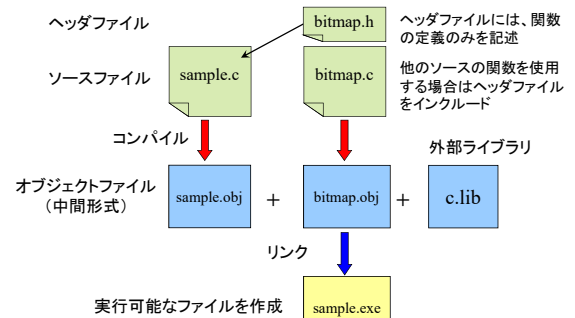 ヘッダファイル
bitmap.h
ヘッダファイルには、関数
の定義のみを記述
ソースファイル
sample.c
bitmap.c
他のソースの関数を使用
する場合はヘッダファイル
をインクルード
コンパイル
外部ライブラリ
オブジェクトファイル
（中間形式）
sample.obj
+
bitmap.obj
+
c.lib
リンク
実行可能なファイルを作成
sample.exe